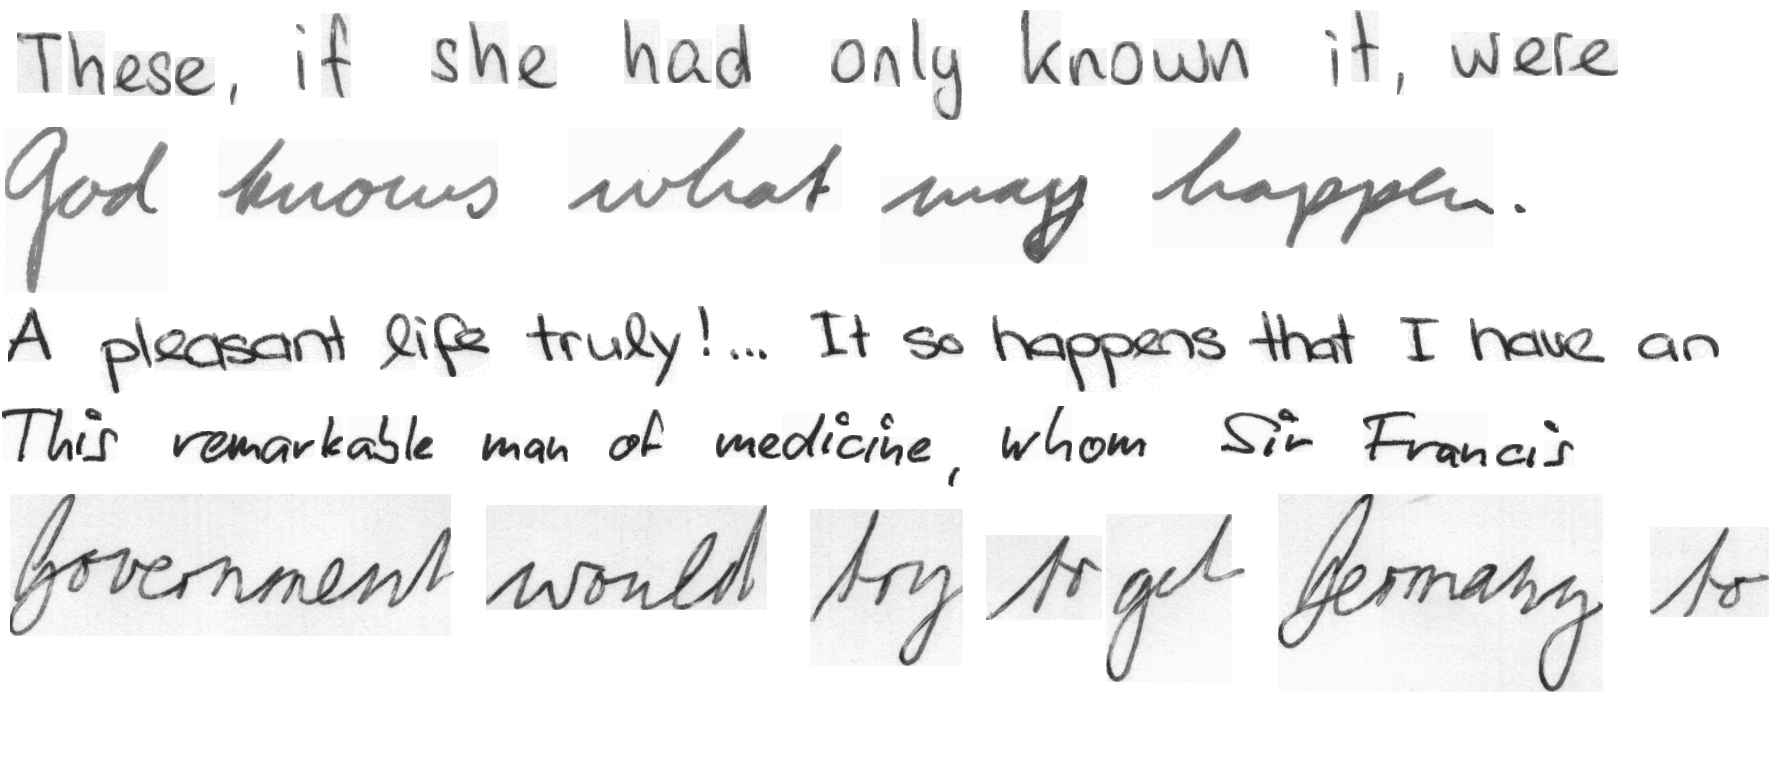 These, if she had only known it, were
God knows what may happen.
A pleasant life truly!... It so happens that I have an
This remarkable man of medicine, whom Sir Francis
Government would try to get Germany to